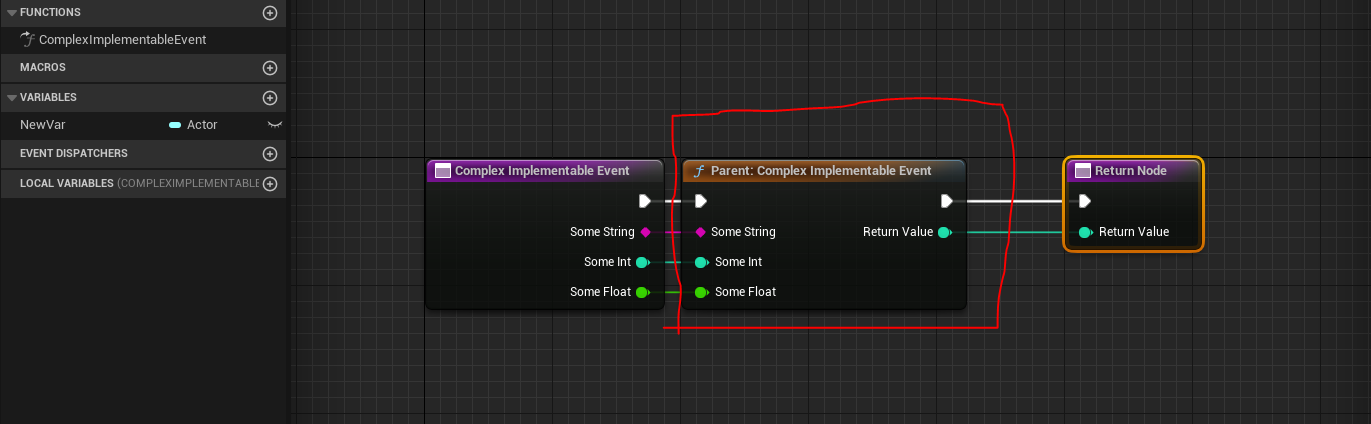 FUNCTIONS
ComplexImplementableEvent
MACROS
VARIABLES
NewVar Actor
EVENT DISPATCHERS
LOCAL VARIABLES (COMPLEXIMPLEMENTABLE
Complex Implementable Event
Some String
Some Int
Some Float
Parent: Complex Implementable Event
Some String Return Value
Some Int
Some Float
Return Node
Return Value